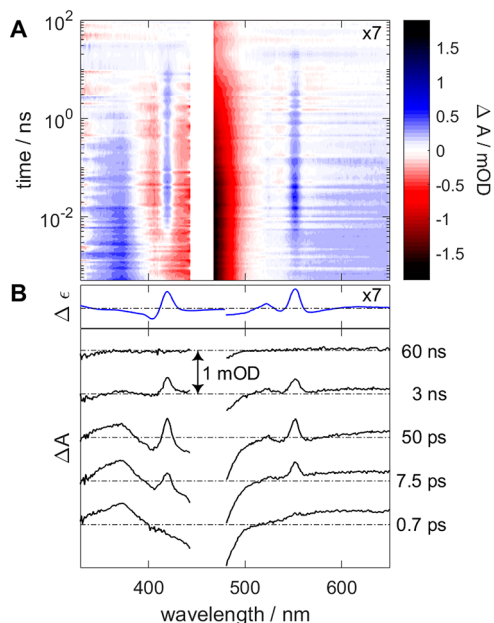 A
x7
10^2
10^0
10^-2
time / ns
1.5
1
0.5
0
-0.5
-1
-1.5
Δ A / mOD
B
x7
Δ ϵ
60 ns
1 mOD
3 ns
50 ps
7.5 ps
0.7 ps
ΔA
400
500
600
wavelength / nm